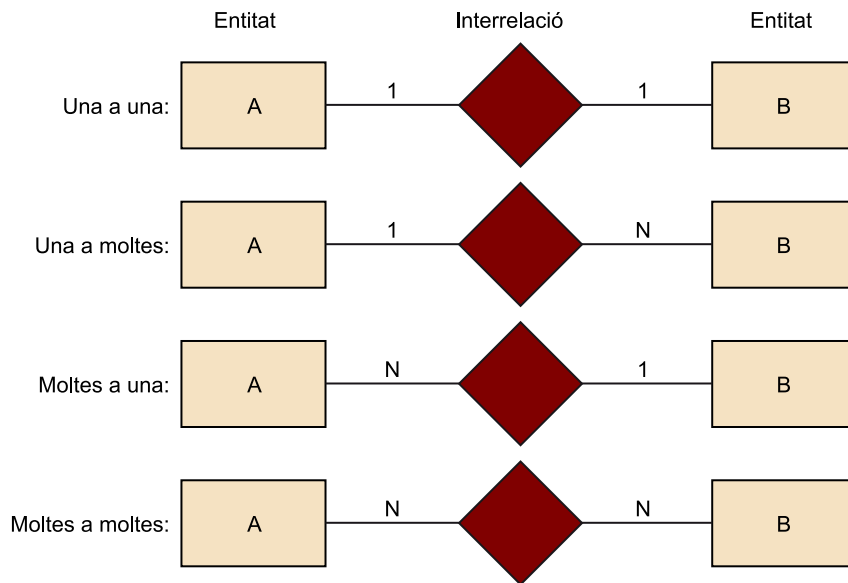 Entitat Interrelació Entitat
Una a una: A 1 1 B
Una a moltes: A 1 N B
Moltes a una: A N 1 B
Moltes a moltes: A N N B